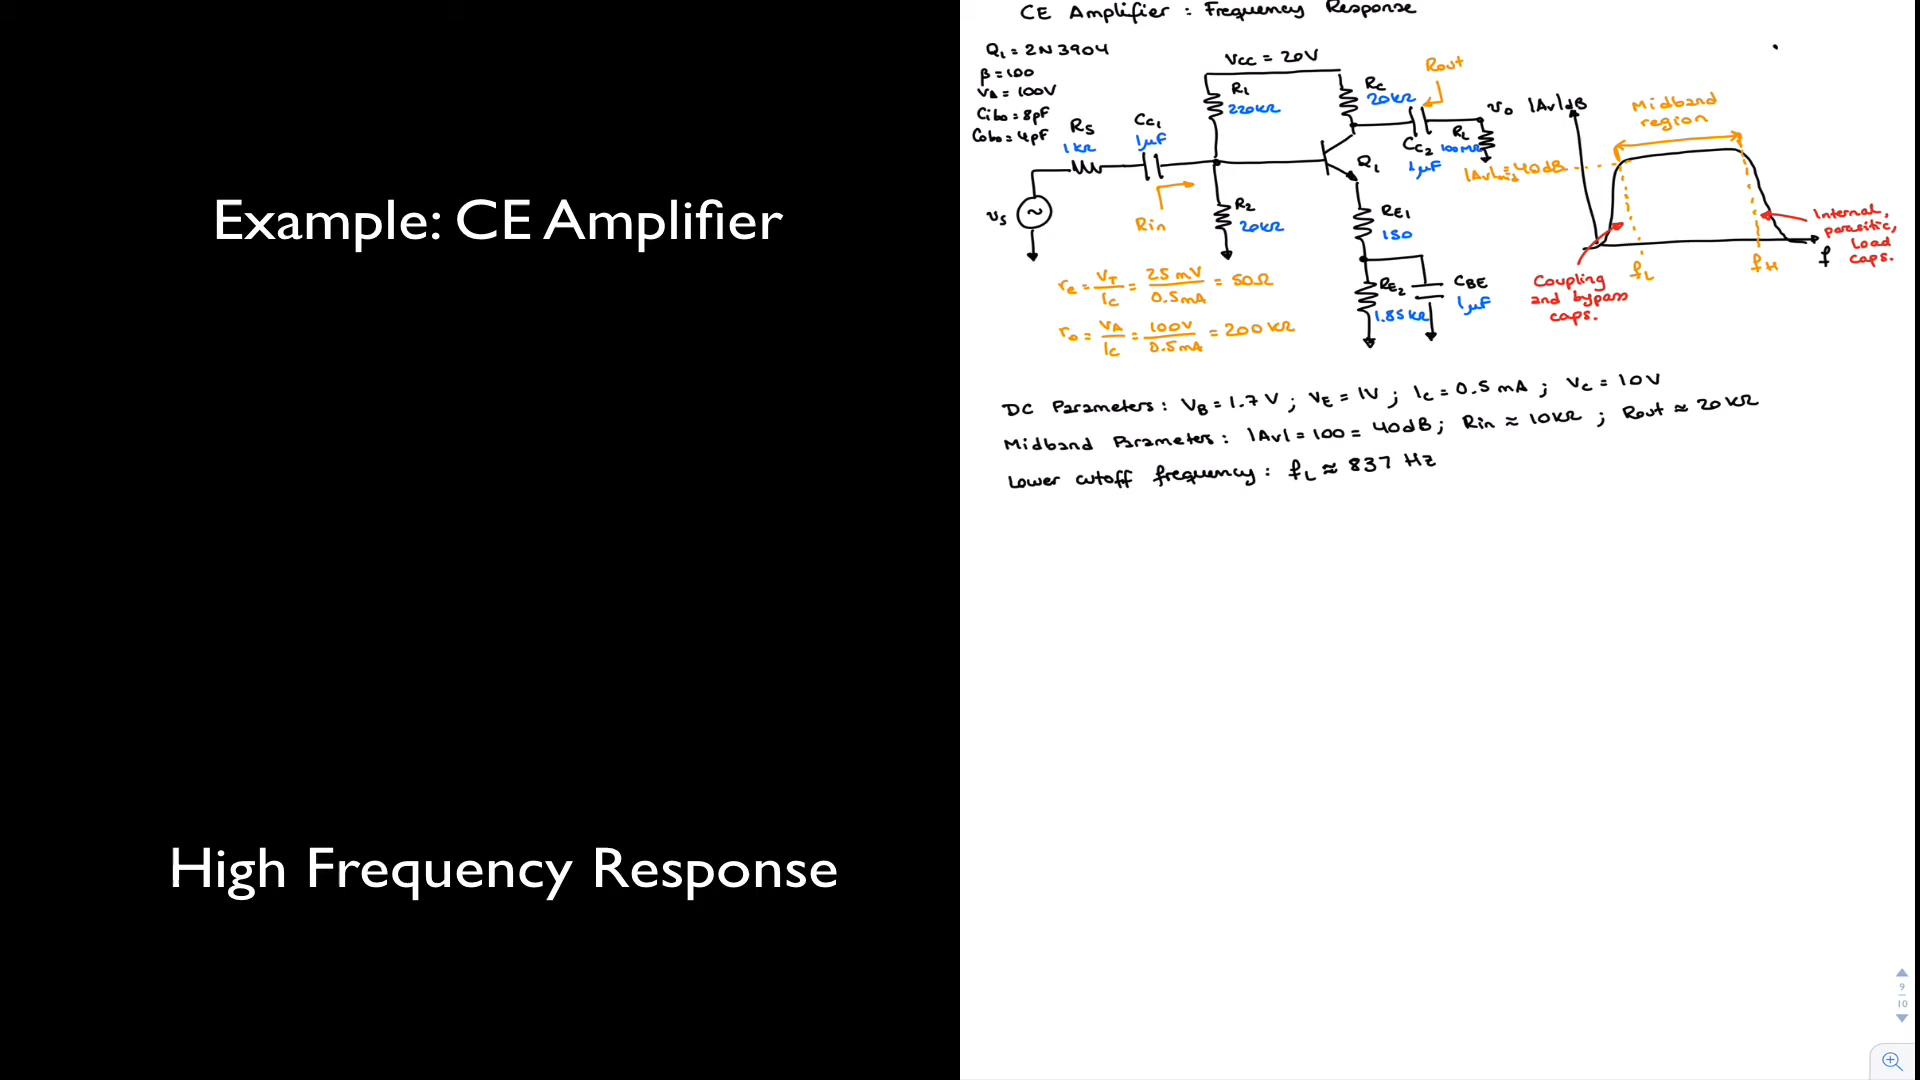 Example: CE Amplifier
High Frequency Response
CE Amplifier : Frequency Response
Q1 = 2N3904
β = 100
VA = 100V
Cibo = 8pF
Cobo = 4pF
VCC = 20V
R1
220kΩ
RC
20kΩ
Rout
RS
1kΩ
CC1
1μF
CC2
1μF
RL
100MΩ
vo
Q1
vs
Rin
R2
20kΩ
RE1
150
RE2
1.85kΩ
CBE
1μF
re = VT/IC = 25mV/0.5mA = 50Ω
ro = VA/IC = 100V/0.5mA = 200kΩ
|Av|dB
Midband
region
|Av|mid = 40dB
Internal,
parasitic,
load
caps.
f
fL
fH
Coupling
and bypass
caps.
DC Parameters: VB = 1.7V ; VE = 1V ; IC = 0.5mA ; VC = 10V
Midband Parameters: |Av| = 100 = 40dB ; Rin ≈ 10kΩ ; Rout ≈ 20kΩ
Lower cutoff frequency: fL ≈ 837 Hz
9
10